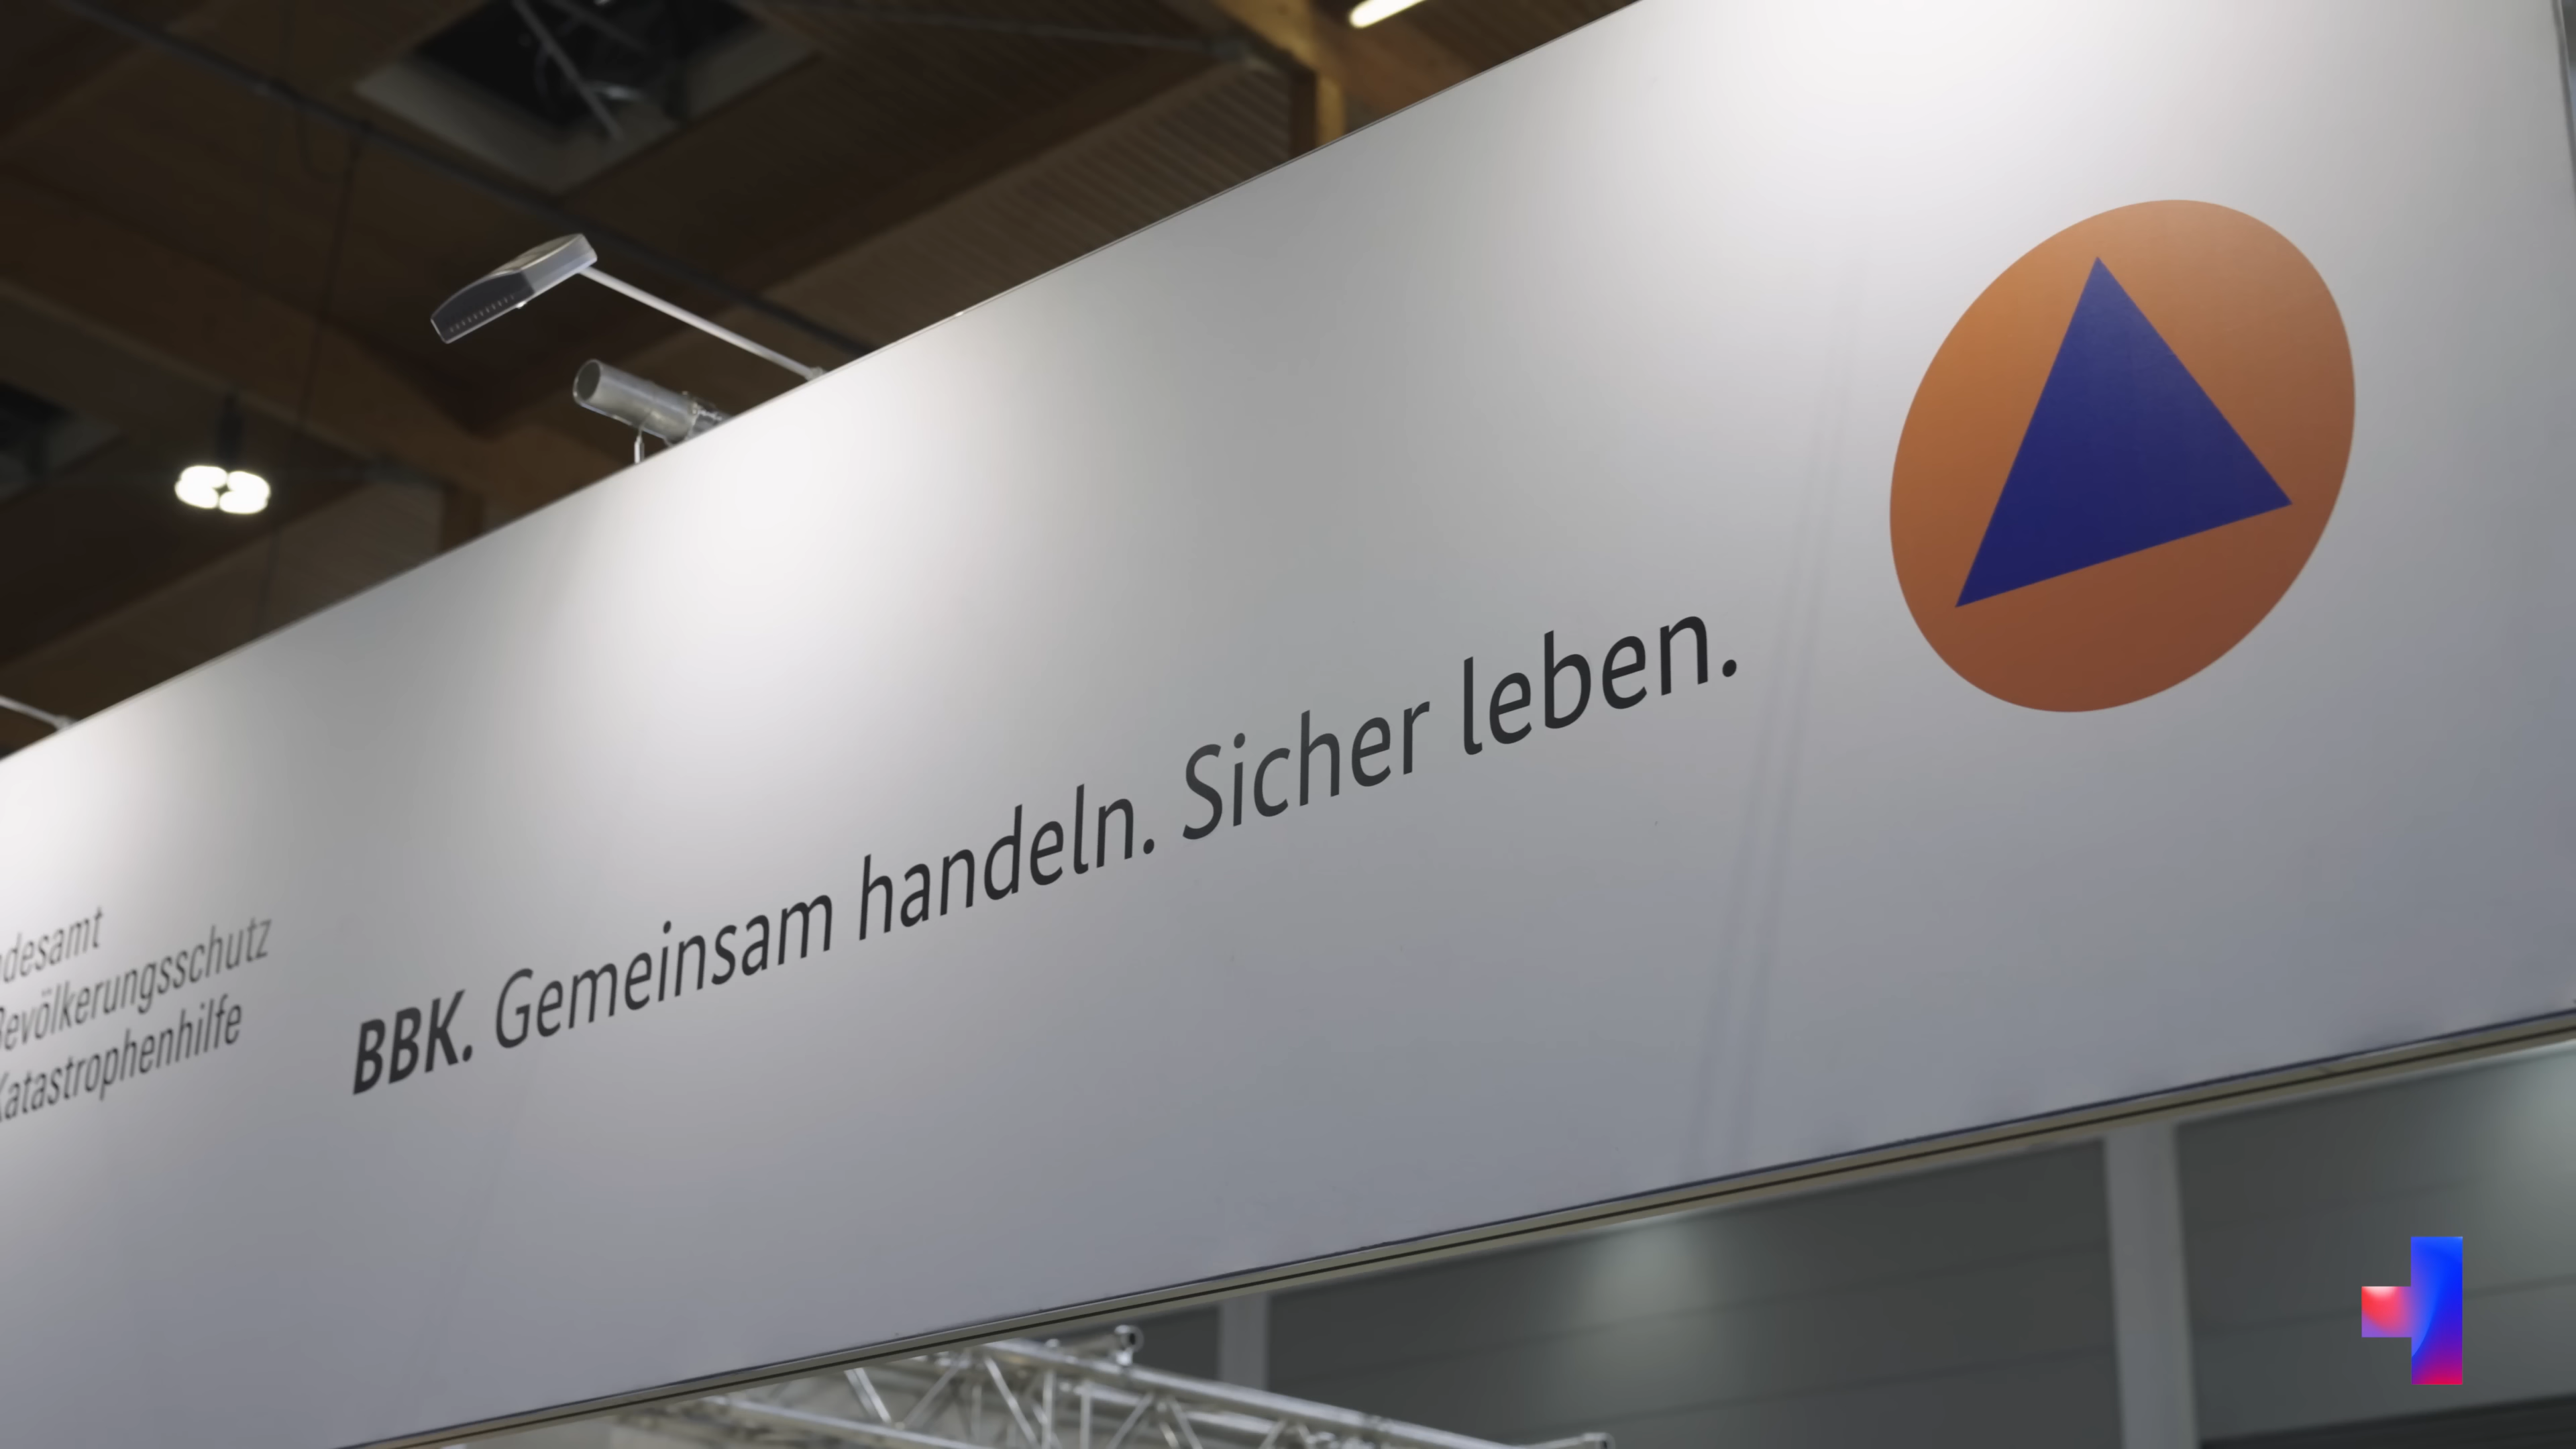 desamt
Bevölkerungsschutz
Katastrophenhilfe
BBK. Gemeinsam handeln. Sicher leben.